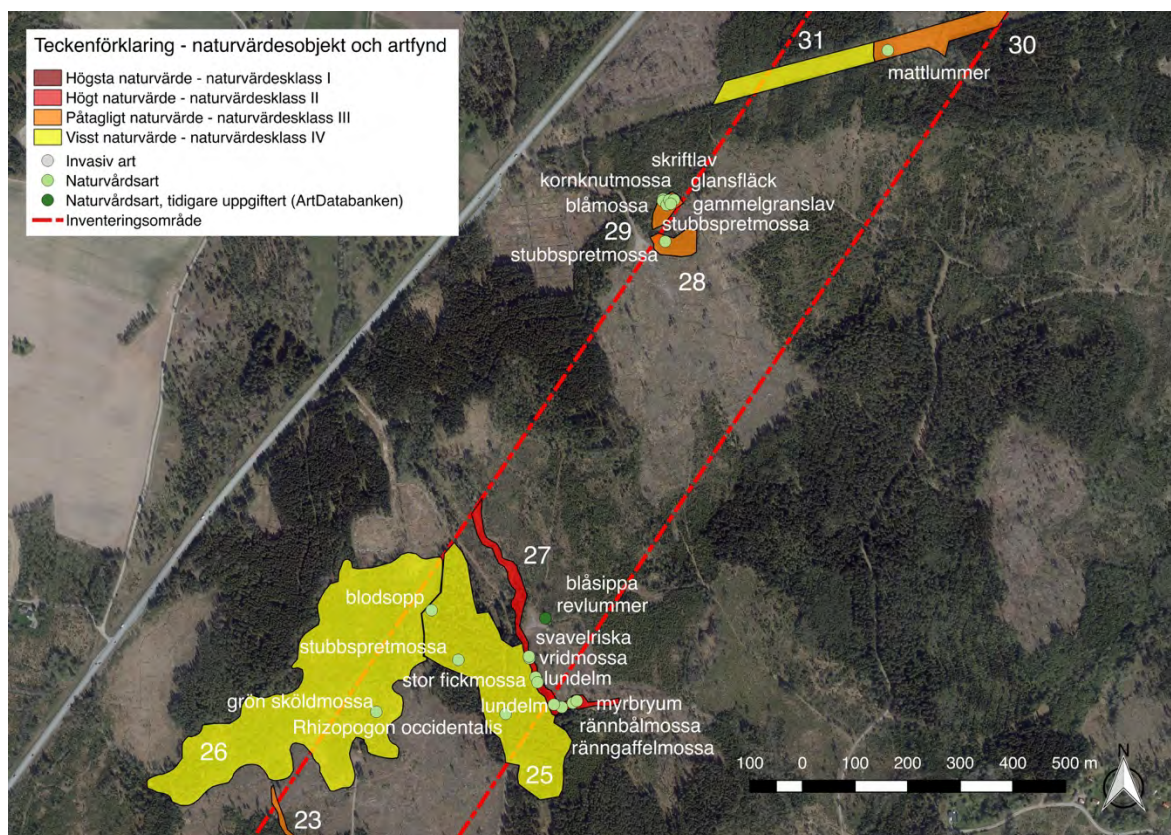 Teckenförklaring - naturvärdesobjekt och artfynd
Högsta naturvärde - naturvärdesklass I
Högt naturvärde - naturvärdesklass II
Påtagligt naturvärde - naturvärdesklass III
Visst naturvärde - naturvärdesklass IV
Invasiv art
Naturvårdsart
Naturvårdsart, tidigare uppgiftert (ArtDatabanken)
Inventeringsområde
31
30
mattlummer
skriftlav
kornknutmossa
glansfläck
blåmossa
gammelgranslav
stubbspretmossa
29
stubbspretmossa
28
27
blåsippa
revlummer
blodsopp
svavelriska
stubbspretmossa
vridmossa
stor fickmossa
lundelm
grön sköldmossa
lundelm
myrbryum
Rhizopogon occidentalis
rännbålmossa
ränngaffelmossa
26
25
23
100 0 100 200 300 400 500 m
N